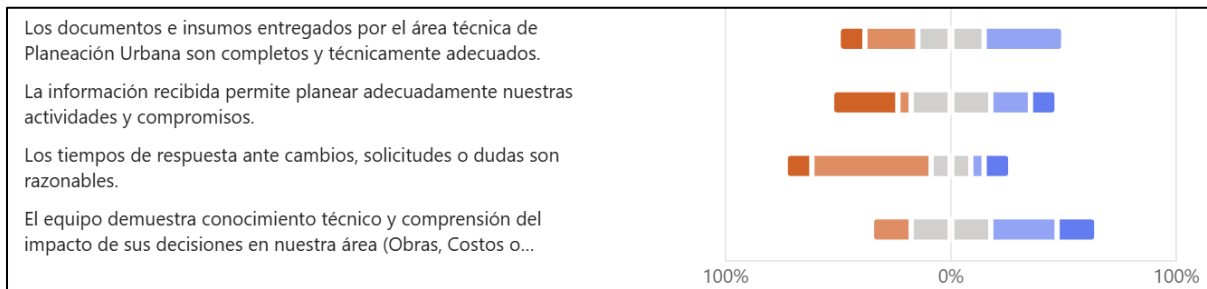 Los documentos e insumos entregados por el área técnica de
Planeación Urbana son completos y técnicamente adecuados.
La información recibida permite planear adecuadamente nuestras
actividades y compromisos.
Los tiempos de respuesta ante cambios, solicitudes o dudas son
razonables.
El equipo demuestra conocimiento técnico y comprensión del
impacto de sus decisiones en nuestra área (Obras, Costos o...
100% 0% 100%